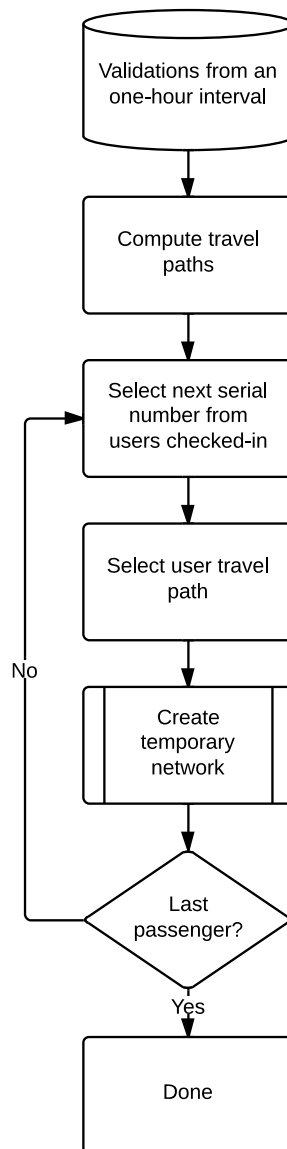 Validations from an
one-hour interval
Compute travel
paths
Select next serial
number from
users checked-in
Select user travel
path
No
Create
temporary
network
Last
passenger?
Yes
Done